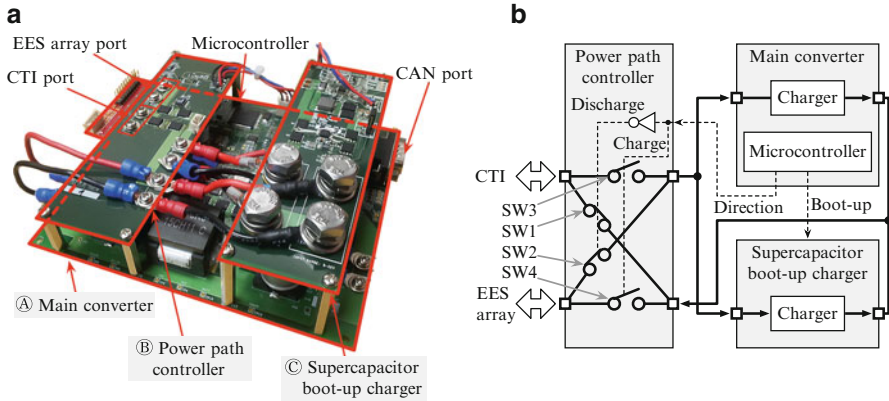 a
EES array port
CTI port
Microcontroller
CAN port
Ⓐ Main converter
Ⓑ Power path
controller
Ⓒ Supercapacitor
boot-up charger
b
Power path
controller
Discharge
Charge
CTI
SW3
SW1
SW2
SW4
EES
array
Main converter
Charger
Microcontroller
Direction
Boot-up
Supercapacitor
boot-up charger
Charger